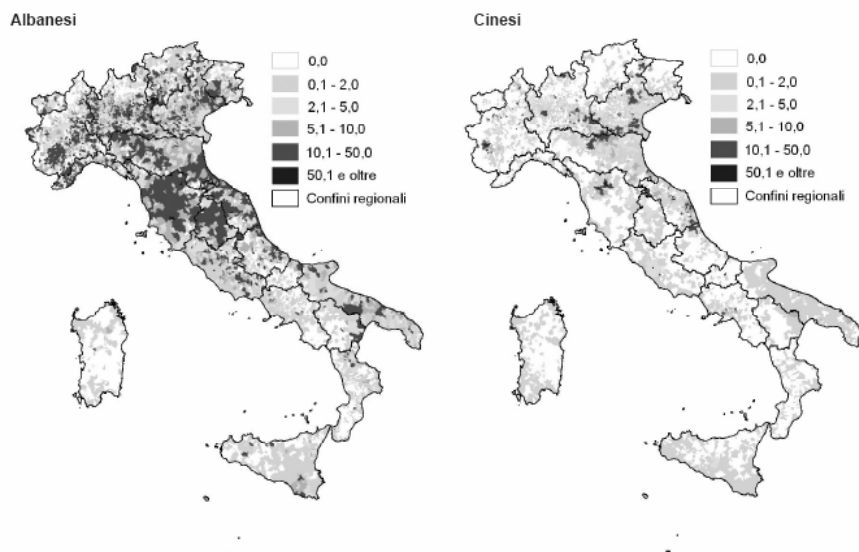 Albanesi
0,0
0,1 - 2,0
2,1 - 5,0
5,1 - 10,0
10,1 - 50,0
50,1 e oltre
Confini regionali
Cinesi
0,0
0,1 - 2,0
2,1 - 5,0
5,1 - 10,0
10,1 - 50,0
50,1 e oltre
Confini regionali